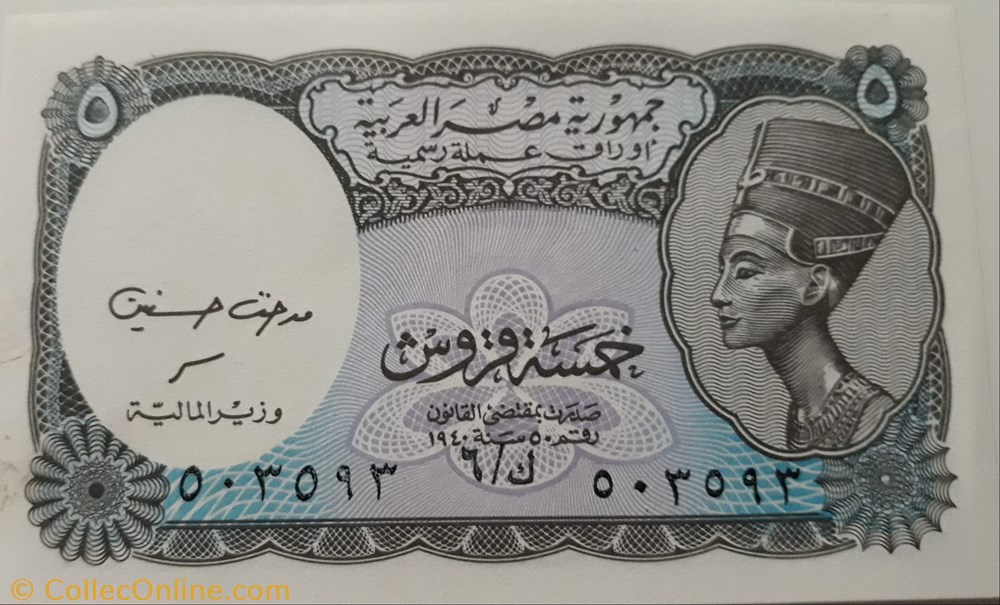 ٥ ٥
جمهورية مصر العربية
أوراق عملة رسمية
مدحت حسنين
خمسة قروش
وزير المالية
صدرت بمقتضى القانون
رقم ٥٠ سنة ١٩٤٠
ك/٦
٥٠٣٥٩٣ ٥٠٣٥٩٣
© CollecOnline.com